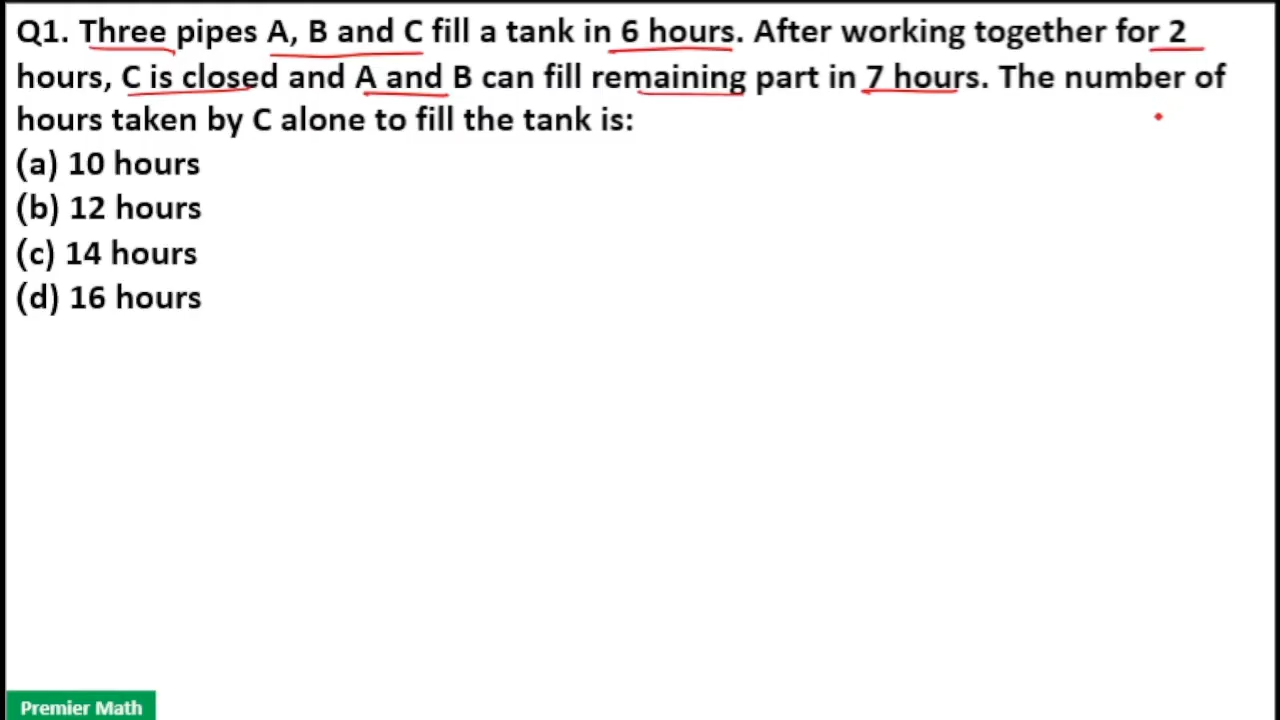 Q1. Three pipes A, B and C fill a tank in 6 hours. After working together for 2
hours, C is closed and A and B can fill remaining part in 7 hours. The number of
hours taken by C alone to fill the tank is:
(a) 10 hours
(b) 12 hours
(c) 14 hours
(d) 16 hours
Premier Math